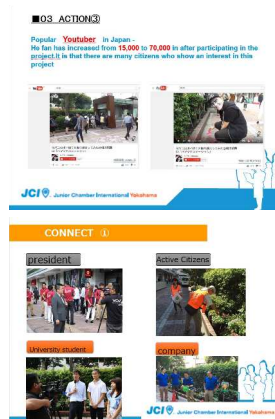 ■03 ACTION③
Popular Youtuber in Japan -
He fan has increased from 15,000 to 70,000 in after participating in the
project.It is that there are many citizens who show an interest in this
project
JCI Junior Chamber International Yokohama
CONNECT ①
president
Active Citizens
University student
company
JCI Junior Chamber International Yokohama